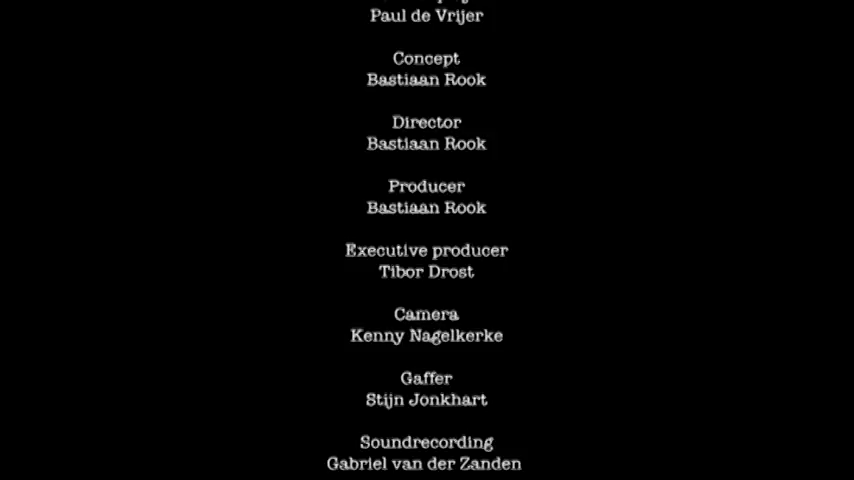 Paul de Vrijer
Concept
Bastiaan Rook
Director
Bastiaan Rook
Producer
Bastiaan Rook
Executive producer
Tibor Drost
Camera
Kenny Nagelkerke
Gaffer
Stijn Jonkhart
Soundrecording
Gabriel van der Zanden